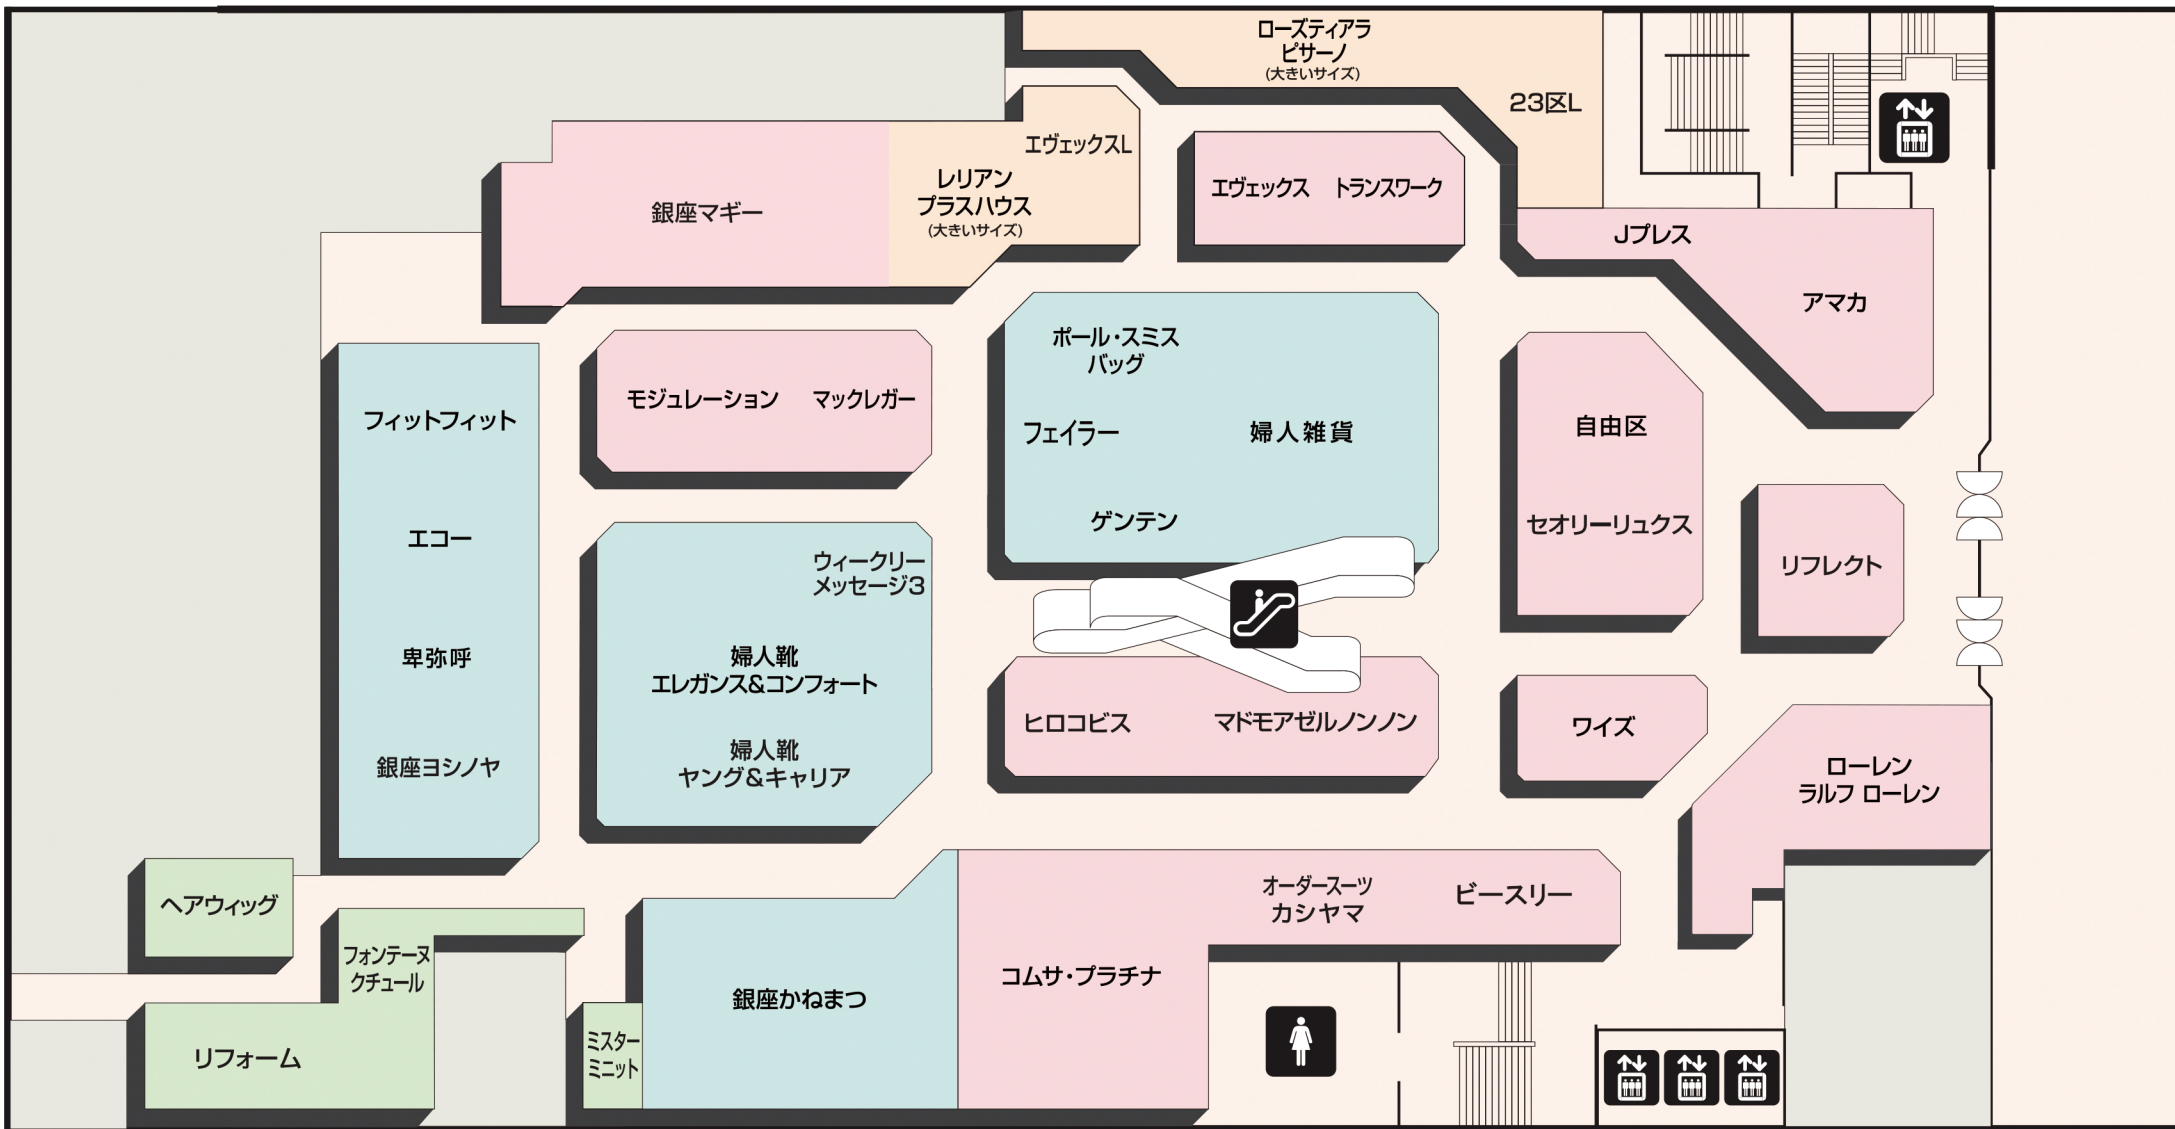 ローズティアラ
ピサーノ
(大きいサイズ)
23区L
エヴェックスL
レリアン
プラスハウス
(大きいサイズ)
銀座マギー
エヴェックス トランスワーク
Jプレス
アマカ
ポール・スミス
バッグ
フェイラー
婦人雑貨
ゲンテン
モジュレーション マックレガー
フィットフィット
エコー
卑弥呼
銀座ヨシノヤ
自由区
セオリーリュクス
リフレクト
ウィークリー
メッセージ3
婦人靴
エレガンス&コンフォート
婦人靴
ヤング&キャリア
ヒロコビス
マドモアゼルノンノン
ワイズ
ローレン
ラルフ ローレン
ヘアウィッグ
フォンテーヌ
クチュール
リフォーム
ミスター
ミニット
銀座かねまつ
コムサ・プラチナ
オーダースーツ
カシヤマ
ビースリー